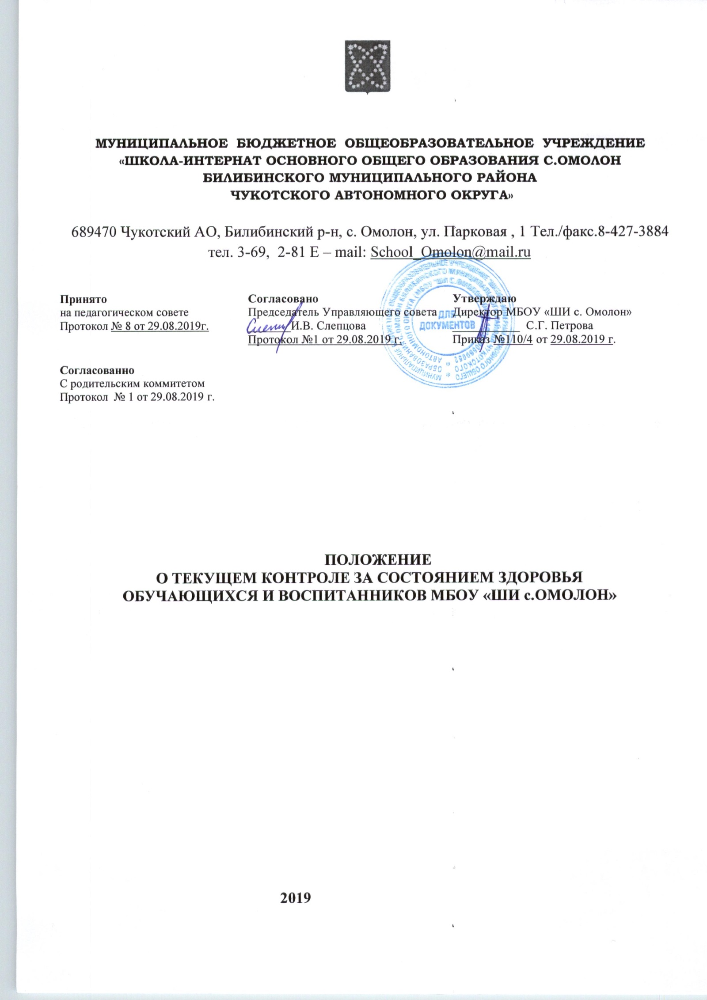 МУНИЦИПАЛЬНОЕ БЮДЖЕТНОЕ ОБЩЕОБРАЗОВАТЕЛЬНОЕ УЧРЕЖДЕНИЕ
«ШКОЛА-ИНТЕРНАТ ОСНОВНОГО ОБЩЕГО ОБРАЗОВАНИЯ С.ОМОЛОН
БИЛИБИНСКОГО МУНИЦИПАЛЬНОГО РАЙОНА
ЧУКОТСКОГО АВТОНОМНОГО ОКРУГА»
689470 Чукотский АО, Билибинский р-н, с. Омолон, ул. Парковая , 1 Тел./факс.8-427-3884
тел. 3-69, 2-81 E – mail: School_Omolon@mail.ru
Принято
на педагогическом совете
Протокол № 8 от 29.08.2019г.
Согласовано
Председатель Управляющего совета
И.В. Слепцова
Протокол №1 от 29.08.2019 г.
Утверждаю
Директор МБОУ «ШИ с. Омолон»
С.Г. Петрова
Приказ №110/4 от 29.08.2019 г.
ДЛЯ
ДОКУМЕНТОВ
Согласованно
С родительским коммитетом
Протокол № 1 от 29.08.2019 г.
ПОЛОЖЕНИЕ
О ТЕКУЩЕМ КОНТРОЛЕ ЗА СОСТОЯНИЕМ ЗДОРОВЬЯ
ОБУЧАЮЩИХСЯ И ВОСПИТАННИКОВ МБОУ «ШИ с.ОМОЛОН»
2019